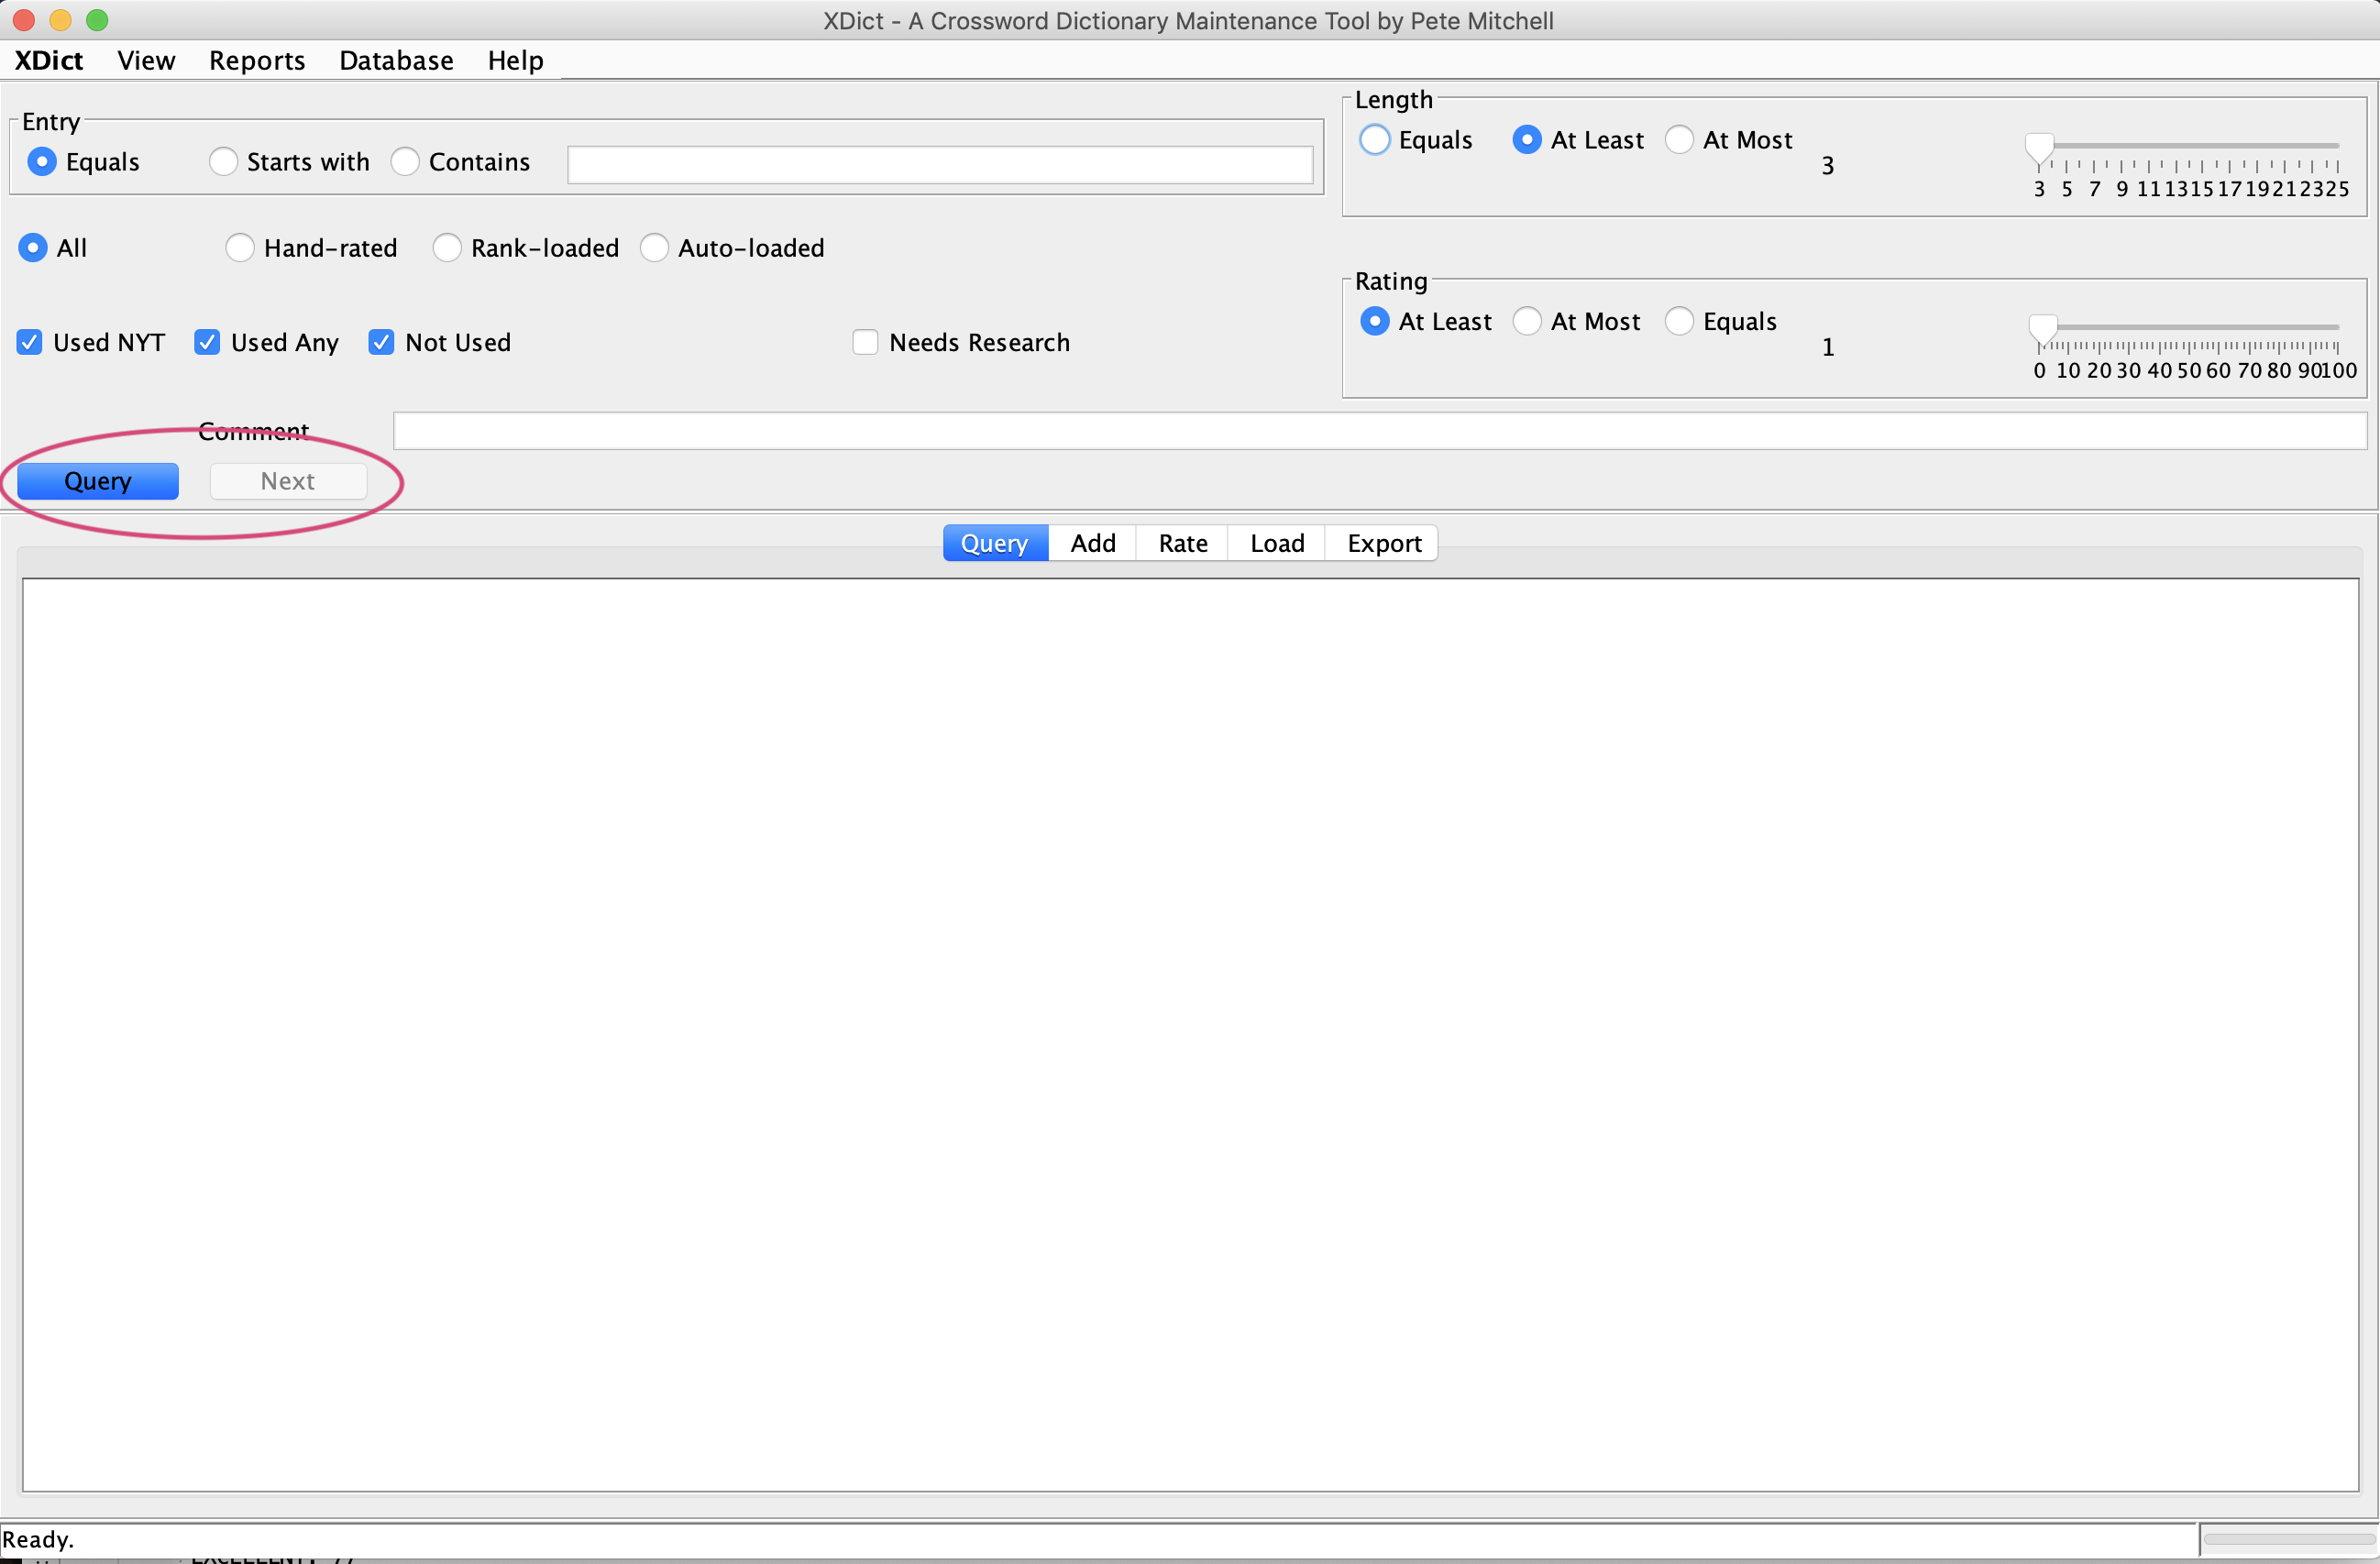 XDict - A Crossword Dictionary Maintenance Tool by Pete Mitchell
XDict View Reports Database Help
Entry
Equals Starts with Contains
Length
Equals At Least At Most
3
3 5 7 9 11 13 15 17 19 21 23 25
All Hand-rated Rank-loaded Auto-loaded
Rating
At Least At Most Equals
1
0 10 20 30 40 50 60 70 80 90 100
Used NYT Used Any Not Used Needs Research
Comment
Query Next
Query Add Rate Load Export
Ready.